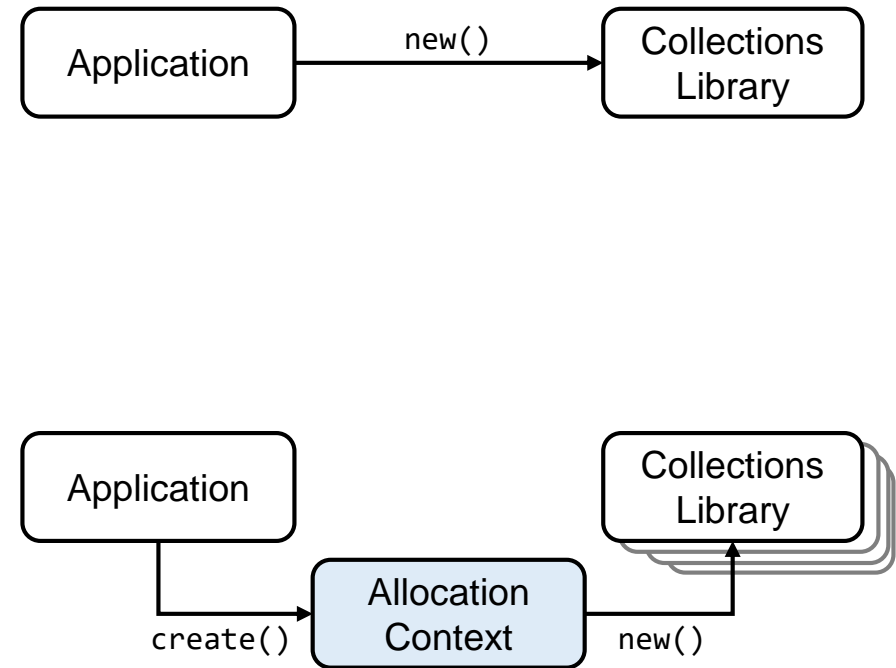 Application
new()
Collections
Library
Application
Collections
Library
create()
Allocation
Context
new()